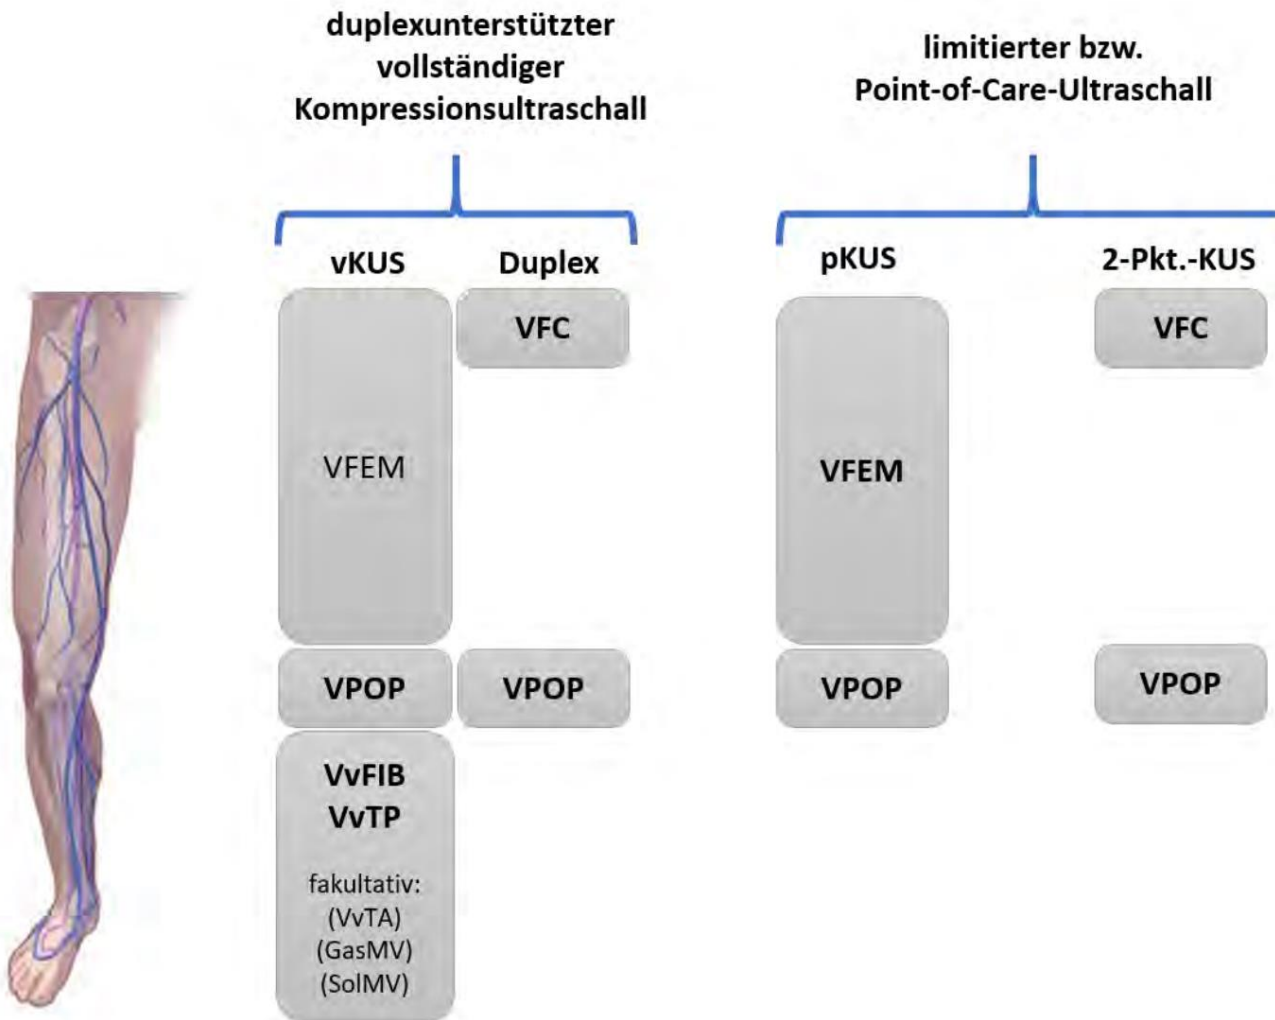 duplexunterstützter
vollständiger
Kompressionsultraschall
limitierter bzw.
Point-of-Care-Ultraschall
vKUS
Duplex
pKUS
2-Pkt.-KUS
VFEM
VFC
VFEM
VFC
VPOP
VPOP
VPOP
VPOP
VvFIB
VvTP
fakultativ:
(VvTA)
(GasMV)
(SolMV)